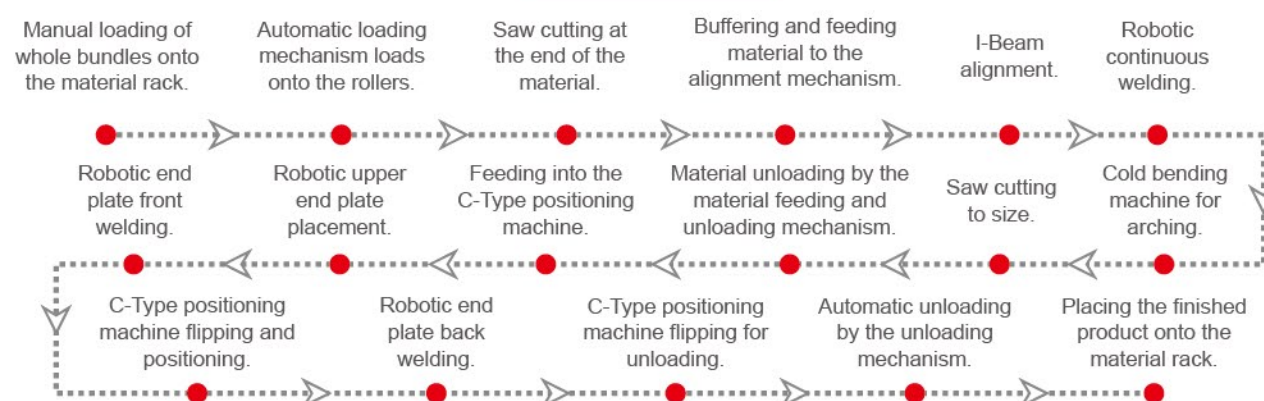 Manual loading of
whole bundles onto
the material rack.
Automatic loading
mechanism loads
onto the rollers.
Saw cutting at
the end of the
material.
Buffering and feeding
material to the
alignment mechanism.
I-Beam
alignment.
Robotic
continuous
welding.
Robotic end
plate front
welding.
Robotic upper
end plate
placement.
Feeding into the
C-Type positioning
machine.
Material unloading by the
material feeding and
unloading mechanism.
Saw cutting
to size.
Cold bending
machine for
arching.
C-Type positioning
machine flipping and
positioning.
Robotic end
plate back
welding.
C-Type positioning
machine flipping for
unloading.
Automatic unloading
by the unloading
mechanism.
Placing the finished
product onto the
material rack.